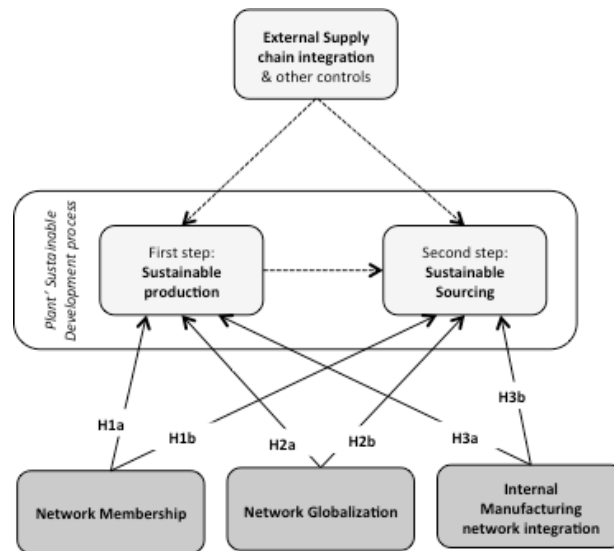 External Supply
chain integration
& other controls
Plant' Sustainable
Development process
First step:
Sustainable
production
Second step:
Sustainable
Sourcing
H1a
H1b
H2a
H2b
H3a
H3b
Network Membership
Network Globalization
Internal
Manufacturing
network integration